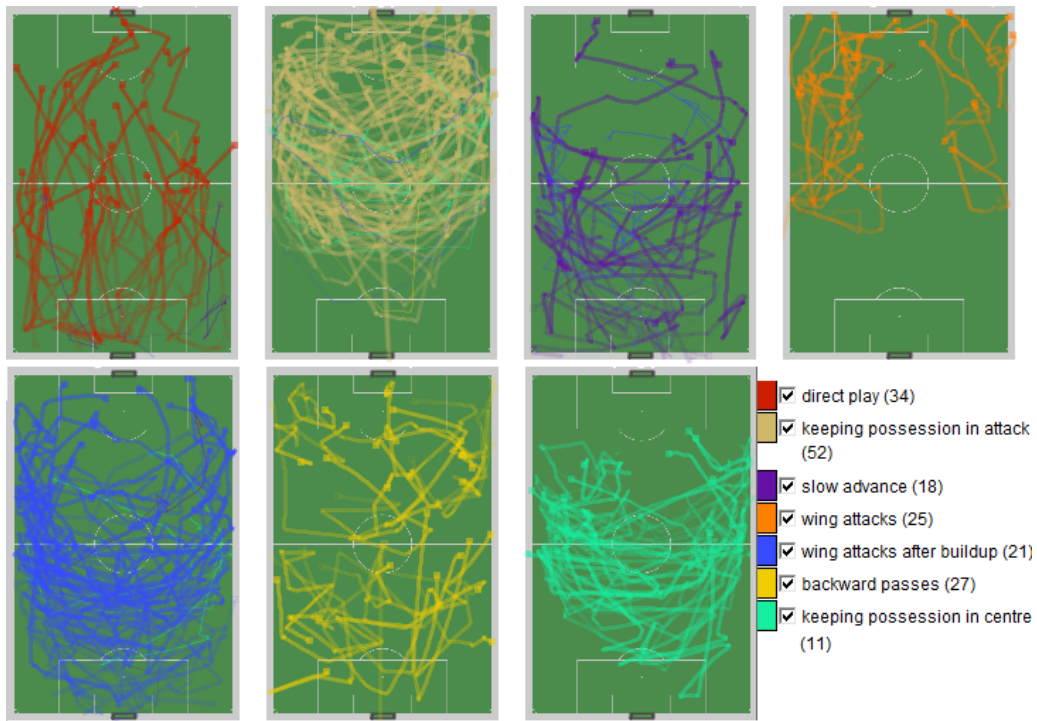 direct play (34)
keeping possession in attack
(52)
slow advance (18)
wing attacks (25)
wing attacks after buildup (21)
backward passes (27)
keeping possession in centre
(11)